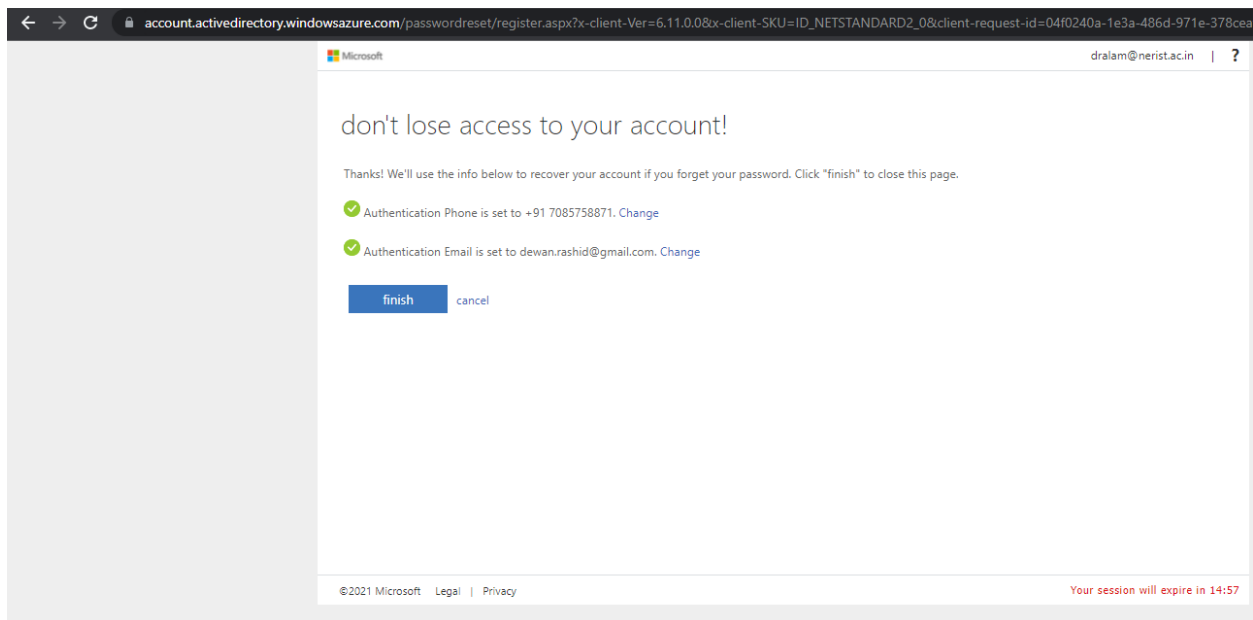 account.activedirectory.windowsazure.com/passwordreset/register.aspx?x-client-Ver=6.11.0.0&x-client-SKU=ID_NETSTANDARD2_0&client-request-id=04f0240a-1e3a-486d-971e-378cea
Microsoft dralam@nerist.ac.in | ?
don't lose access to your account!
Thanks! We'll use the info below to recover your account if you forget your password. Click "finish" to close this page.
Authentication Phone is set to +91 7085758871. Change
Authentication Email is set to dewan.rashid@gmail.com. Change
finish cancel
©2021 Microsoft Legal | Privacy Your session will expire in 14:57